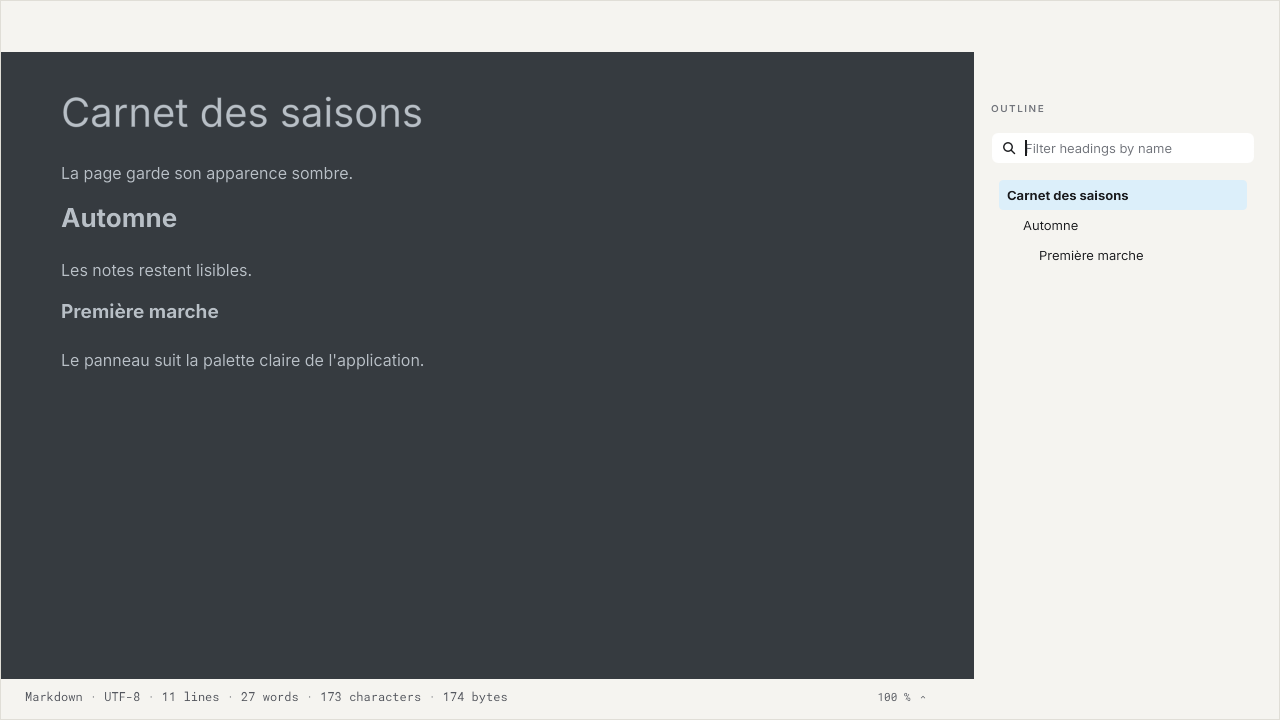 Carnet des saisons
La page garde son apparence sombre.
Automne
Les notes restent lisibles.
Première marche
Le panneau suit la palette claire de l'application.
OUTLINE
Filter headings by name
Carnet des saisons
Automne
Première marche
Markdown · UTF-8 · 11 lines · 27 words · 173 characters · 174 bytes
100 %